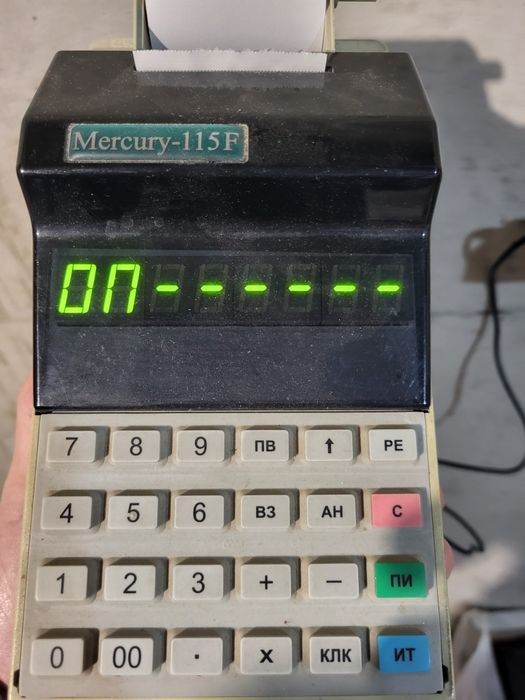 Mercury-115F
ОП------
7 8 9 ПВ ↑ РЕ
4 5 6 ВЗ АН С
1 2 3 + — ПИ
0 00 · X КЛК ИТ